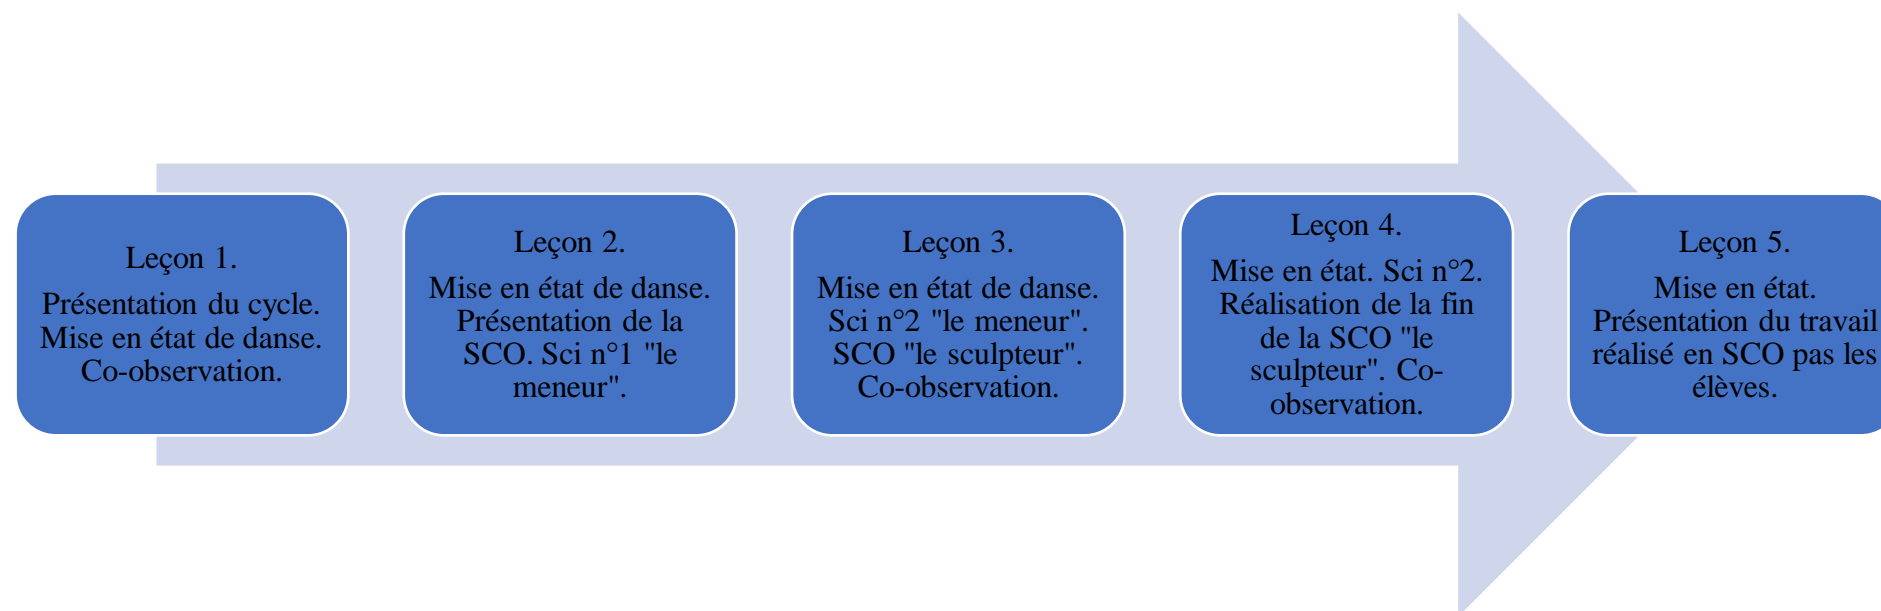 Leçon 1.
Présentation du cycle.
Mise en état de danse.
Co-observation.
Leçon 2.
Mise en état de danse.
Présentation de la
SCO. Sci n°1 "le
meneur".
Leçon 3.
Mise en état de danse.
Sci n°2 "le meneur".
SCO "le sculpteur".
Co-observation.
Leçon 4.
Mise en état. Sci n°2.
Réalisation de la fin
de la SCO "le
sculpteur". Co-
observation.
Leçon 5.
Mise en état.
Présentation du travail
réalisé en SCO pas les
élèves.